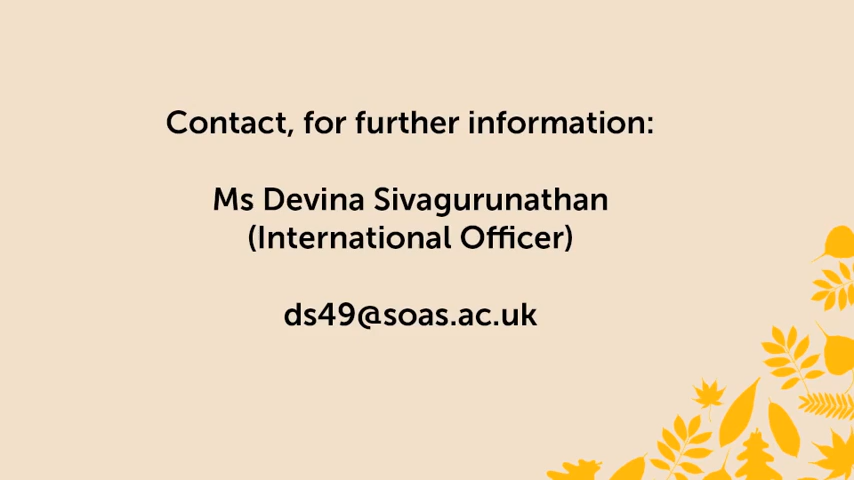 Contact, for further information:
Ms Devina Sivagurunathan
(International Officer)
ds49@soas.ac.uk